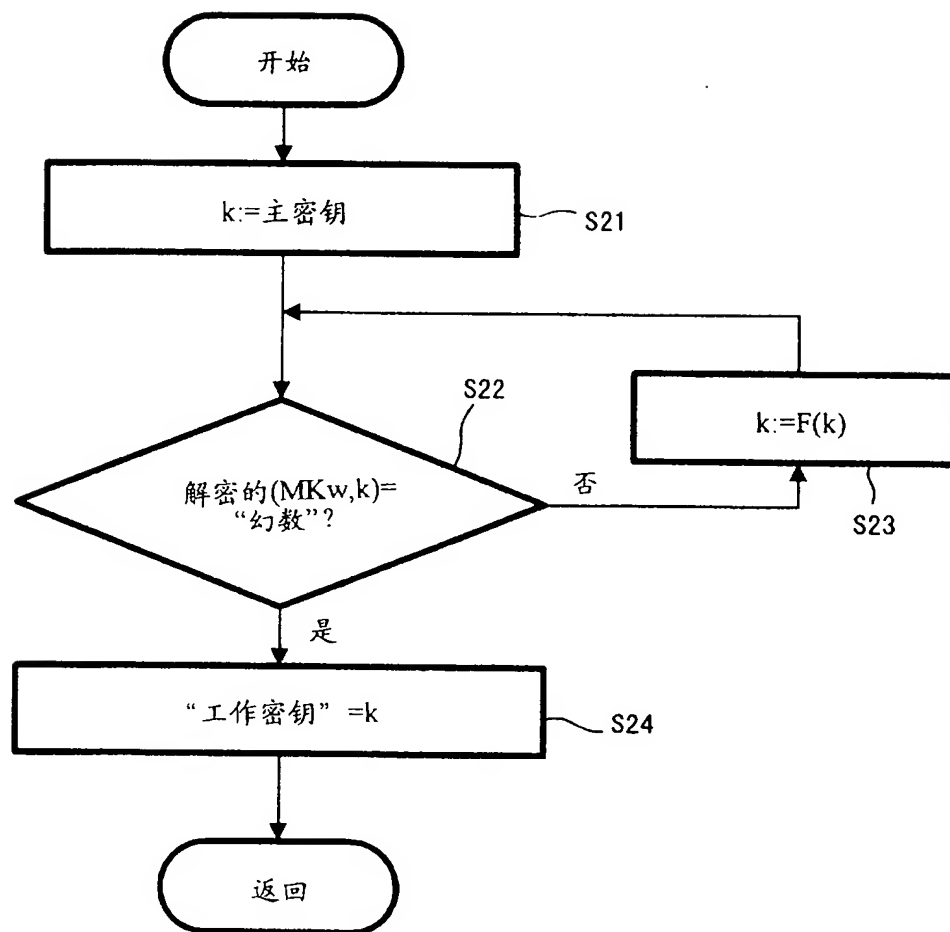 开始
k:=主密钥
S21
S22
k:=F(k)
S23
解密的(MKw,k)=
“幻数”?
否
是
“工作密钥”=k
S24
返回